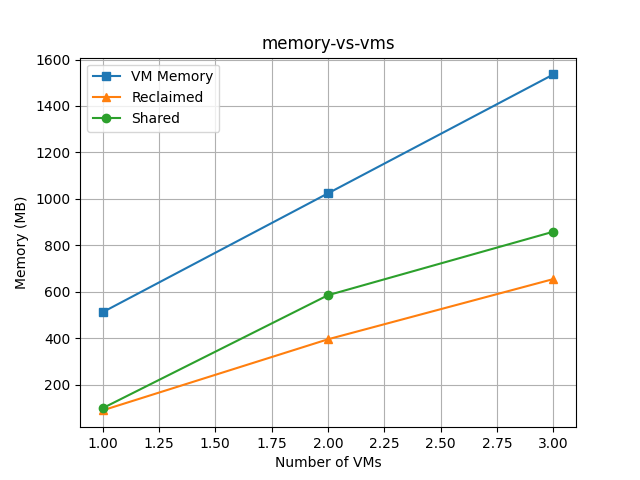 memory-vs-vms
VM Memory
Reclaimed
Shared
1600
1400
1200
1000
800
600
400
200
Memory (MB)
1.00 1.25 1.50 1.75 2.00 2.25 2.50 2.75 3.00
Number of VMs